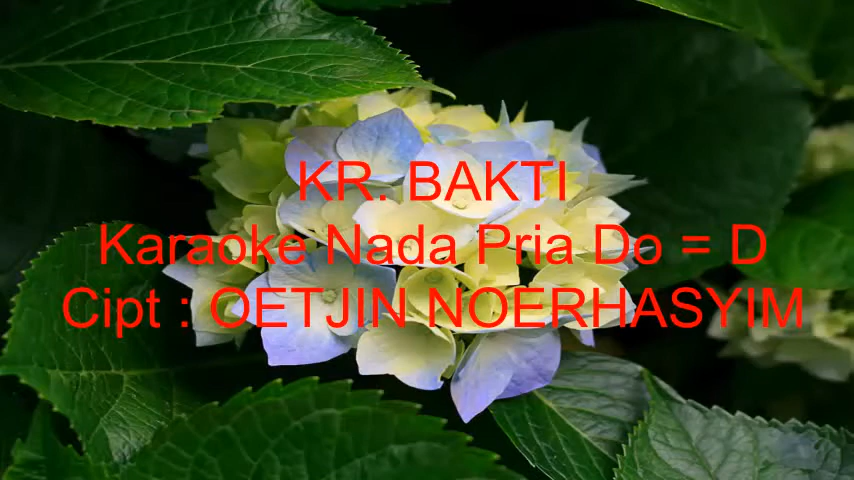 KR. BAKTI
Karaoke Nada Pria Do = D
Cipt : OETJIN NOERHASYIM